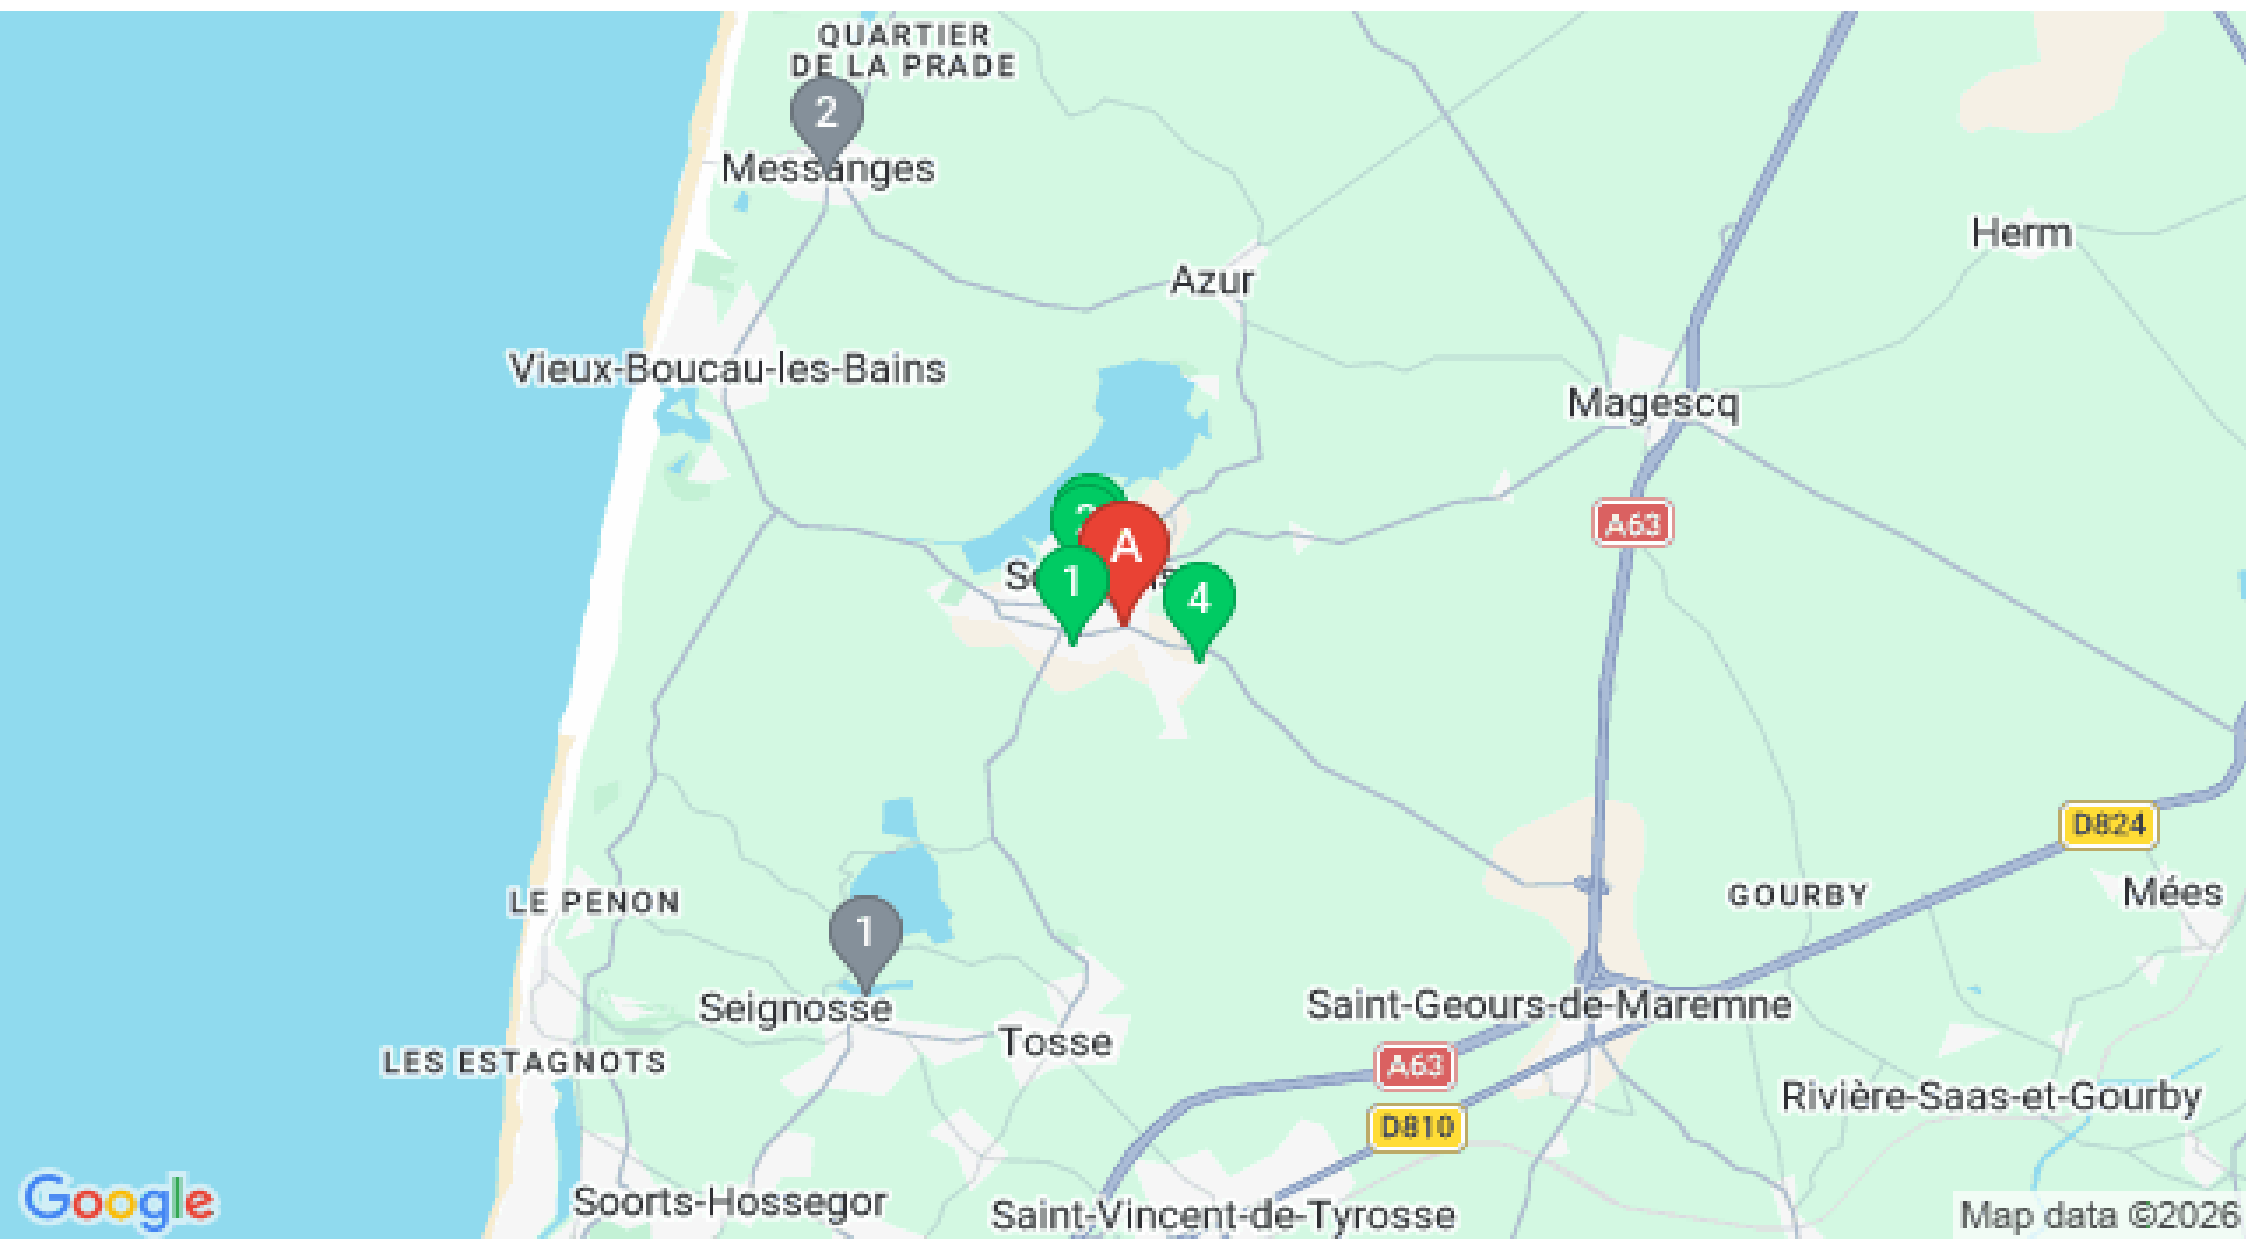 QUARTIER
DE LA PRADE
2
Messanges
Herm
Azur
Vieux-Boucau-les-Bains
Magescq
A63
2
A
1
4
D824
GOURBY
Mées
LE PENON
1
Seignosse
Saint-Geours-de-Maremne
Tosse
LES ESTAGNOTS
A63
Rivière-Saas-et-Gourby
D810
Soorts-Hossegor
Saint-Vincent-de-Tyrosse
Google
Map data ©2026